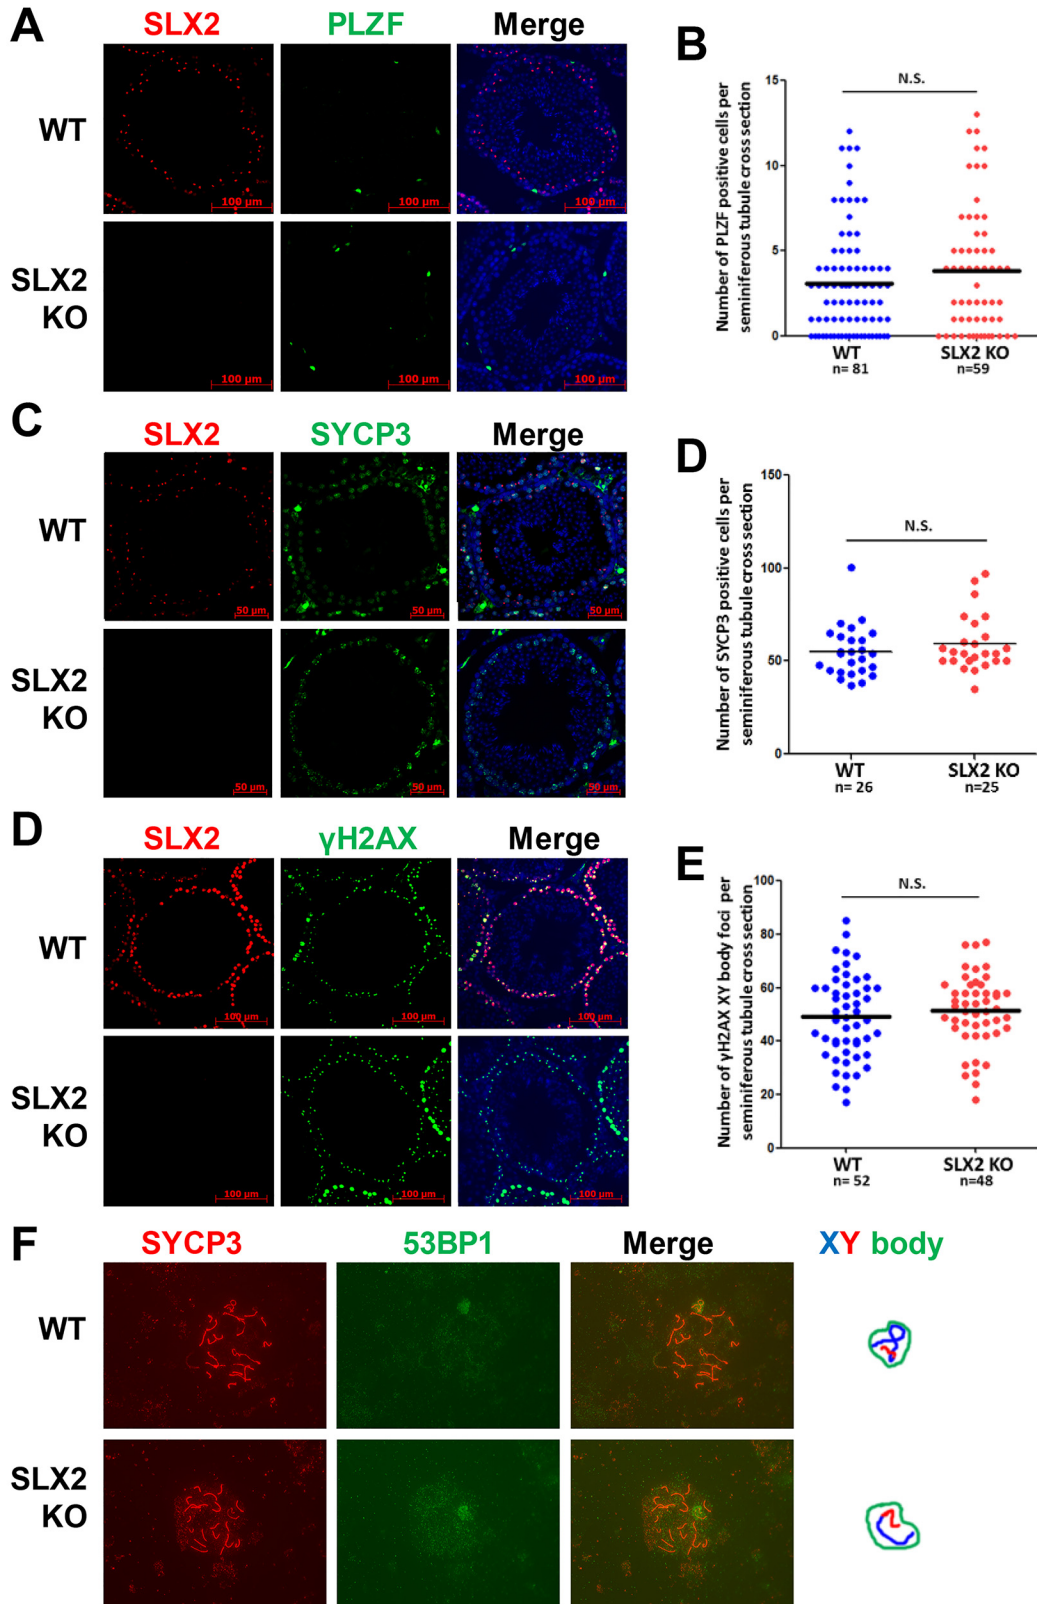 A
SLX2 PLZF Merge
WT
100 µm 100 µm 100 µm
SLX2
KO
100 µm 100 µm 100 µm
B
Number of PLZF positive cells per
seminiferous tubule cross section
15
10
5
0
N.S.
WT SLX2 KO
n= 81 n=59
C
SLX2 SYCP3 Merge
WT
50 µm 50 µm 50 µm
SLX2
KO
50 µm 50 µm 50 µm
D
Number of SYCP3 positive cells per
seminiferous tubule cross section
150
100
50
0
N.S.
WT SLX2 KO
n= 26 n=25
D
SLX2 γH2AX Merge
WT
100 µm 100 µm 100 µm
SLX2
KO
100 µm 100 µm 100 µm
E
Number of γH2AX XY body foci per
seminiferous tubule cross section
100
80
60
40
20
0
N.S.
WT SLX2 KO
n= 52 n=48
F
SYCP3 53BP1 Merge XY body
WT
SLX2
KO